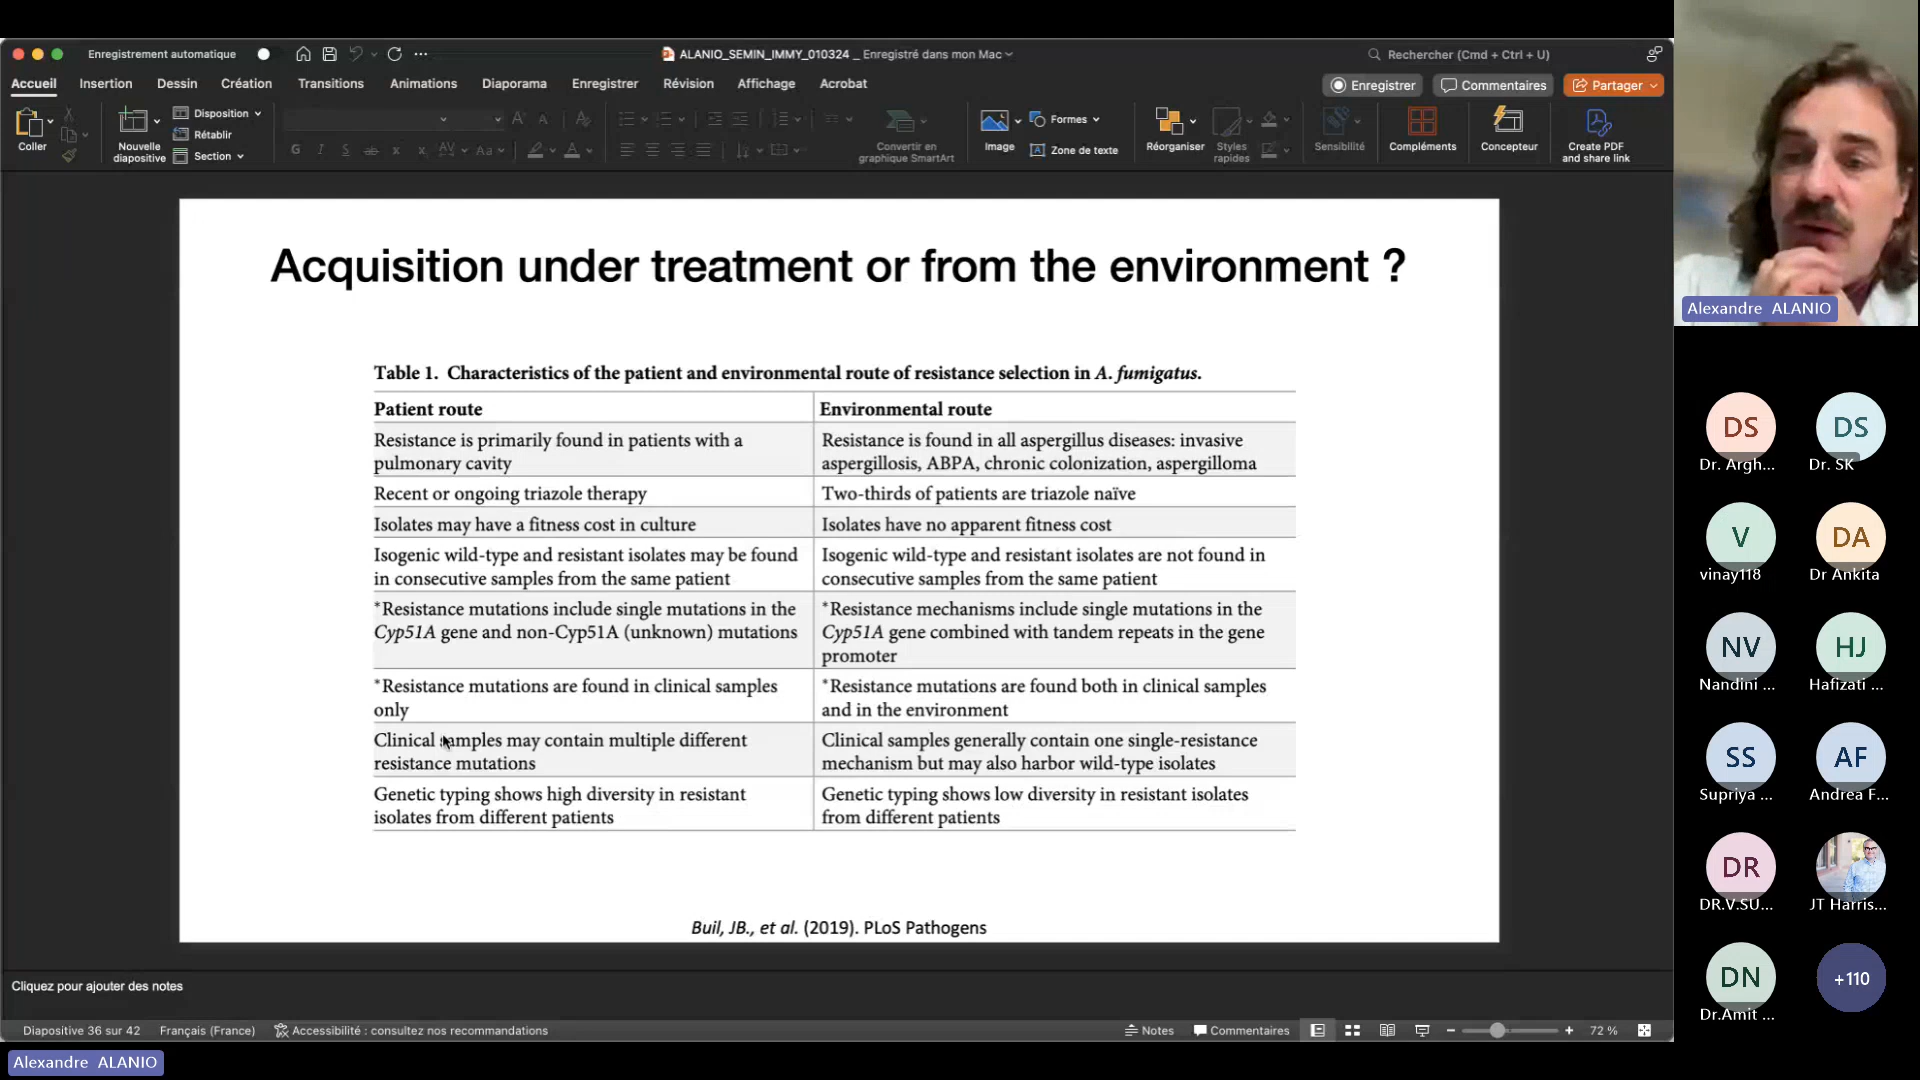 Enregistrement automatique
ALANIO_SEMIN_IMMY_010324 _ Enregistré dans mon Mac
Rechercher (Cmd + Ctrl + U)
Accueil Insertion Dessin Création Transitions Animations Diaporama Enregistrer Révision Affichage Acrobat
Enregistrer Commentaires Partager
Coller
Nouvelle diapositive
Disposition
Rétablir
Section
Convertir en graphique SmartArt
Image
Formes
Zone de texte
Réorganiser
Styles rapides
Sensibilité
Compléments
Concepteur
Create PDF and share link
Acquisition under treatment or from the environment ?
Table 1. Characteristics of the patient and environmental route of resistance selection in A. fumigatus.
Patient route Environmental route
Resistance is primarily found in patients with a
pulmonary cavity
Resistance is found in all aspergillus diseases: invasive
aspergillosis, ABPA, chronic colonization, aspergilloma
Recent or ongoing triazole therapy
Two-thirds of patients are triazole naïve
Isolates may have a fitness cost in culture
Isolates have no apparent fitness cost
Isogenic wild-type and resistant isolates may be found
in consecutive samples from the same patient
Isogenic wild-type and resistant isolates are not found in
consecutive samples from the same patient
*Resistance mutations include single mutations in the
Cyp51A gene and non-Cyp51A (unknown) mutations
*Resistance mechanisms include single mutations in the
Cyp51A gene combined with tandem repeats in the gene
promoter
*Resistance mutations are found in clinical samples
only
*Resistance mutations are found both in clinical samples
and in the environment
Clinical samples may contain multiple different
resistance mutations
Clinical samples generally contain one single-resistance
mechanism but may also harbor wild-type isolates
Genetic typing shows high diversity in resistant
isolates from different patients
Genetic typing shows low diversity in resistant isolates
from different patients
Buil, JB., et al. (2019). PLoS Pathogens
Cliquez pour ajouter des notes
Diapositive 36 sur 42 Français (France) Accessibilité : consultez nos recommandations
Notes Commentaires 72 %
Alexandre ALANIO
Alexandre ALANIO
DS DS
Dr. Argh... Dr. SK
V DA
vinay118 Dr Ankita
NV HJ
Nandini ... Hafizati ...
SS AF
Supriya ... Andrea F...
DR
DR.V.SU... JT Harris...
DN +110
Dr.Amit ...